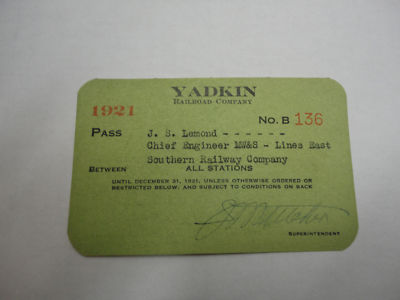 YADKIN
RAILROAD COMPANY
1921
No. B 136
PASS J. S. Lemond - - - - - -
Chief Engineer MW&S - Lines East
Southern Railway Company
BETWEEN ALL STATIONS
UNTIL DECEMBER 31, 1921, UNLESS OTHERWISE ORDERED OR
RESTRICTED BELOW, AND SUBJECT TO CONDITIONS ON BACK
SUPERINTENDENT